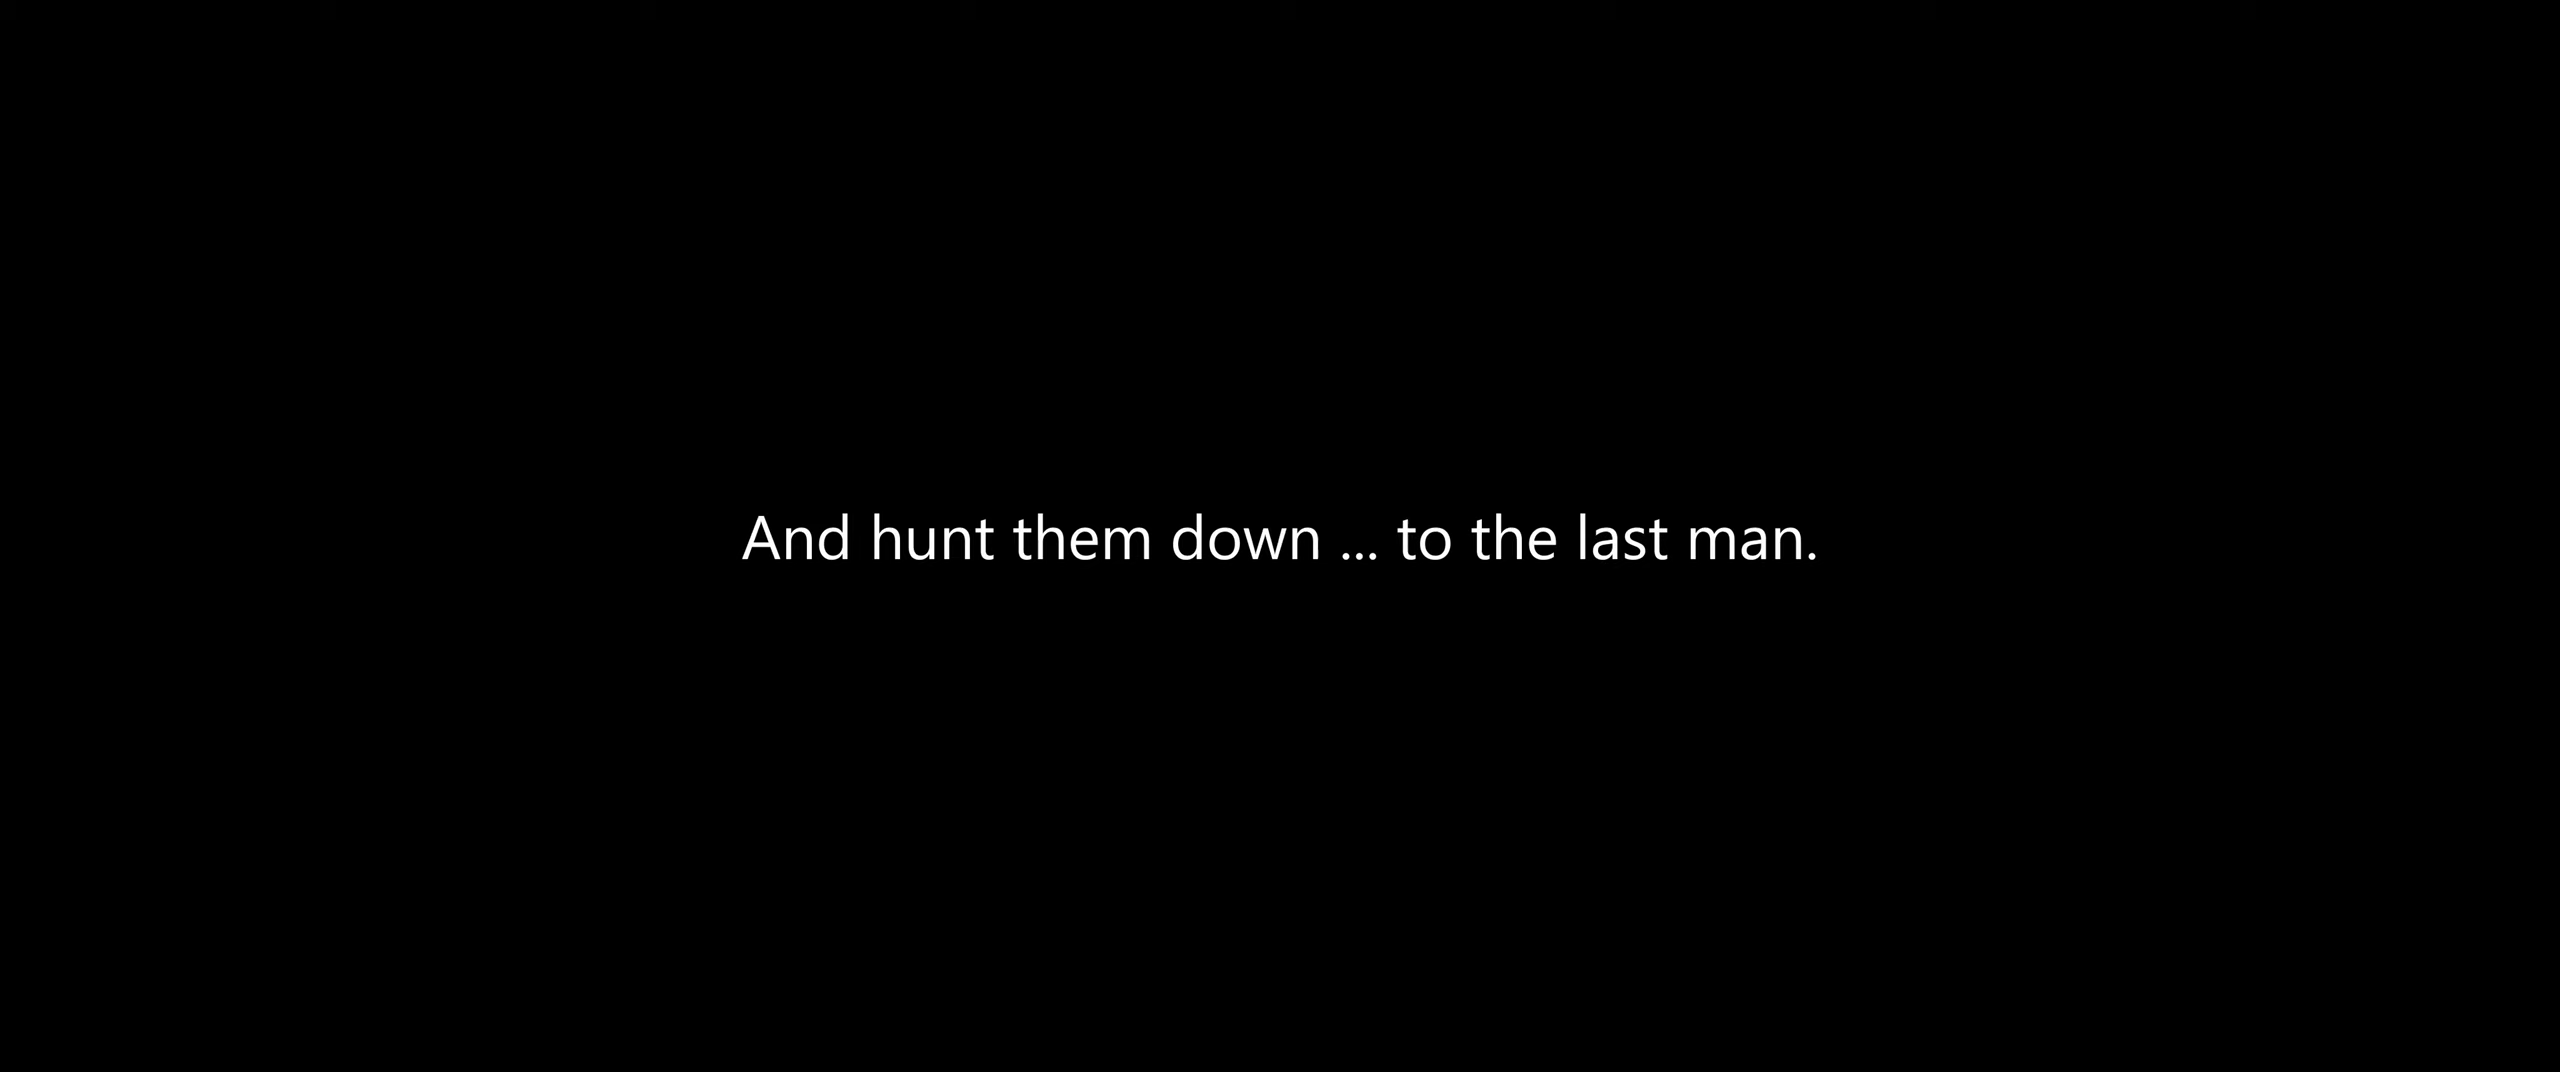 And hunt them down ... to the last man.